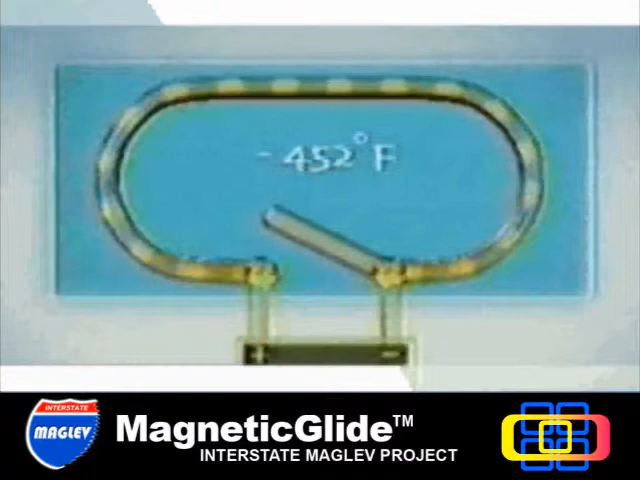 - 452° F
+ -
INTERSTATE
MAGLEV
MagneticGlide™
INTERSTATE MAGLEV PROJECT